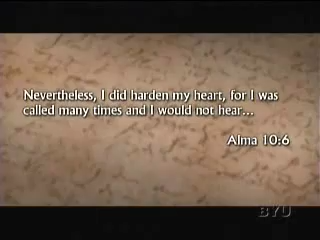 Nevertheless, I did harden my heart, for I was
called many times and I would not hear...
Alma 10:6
BYU